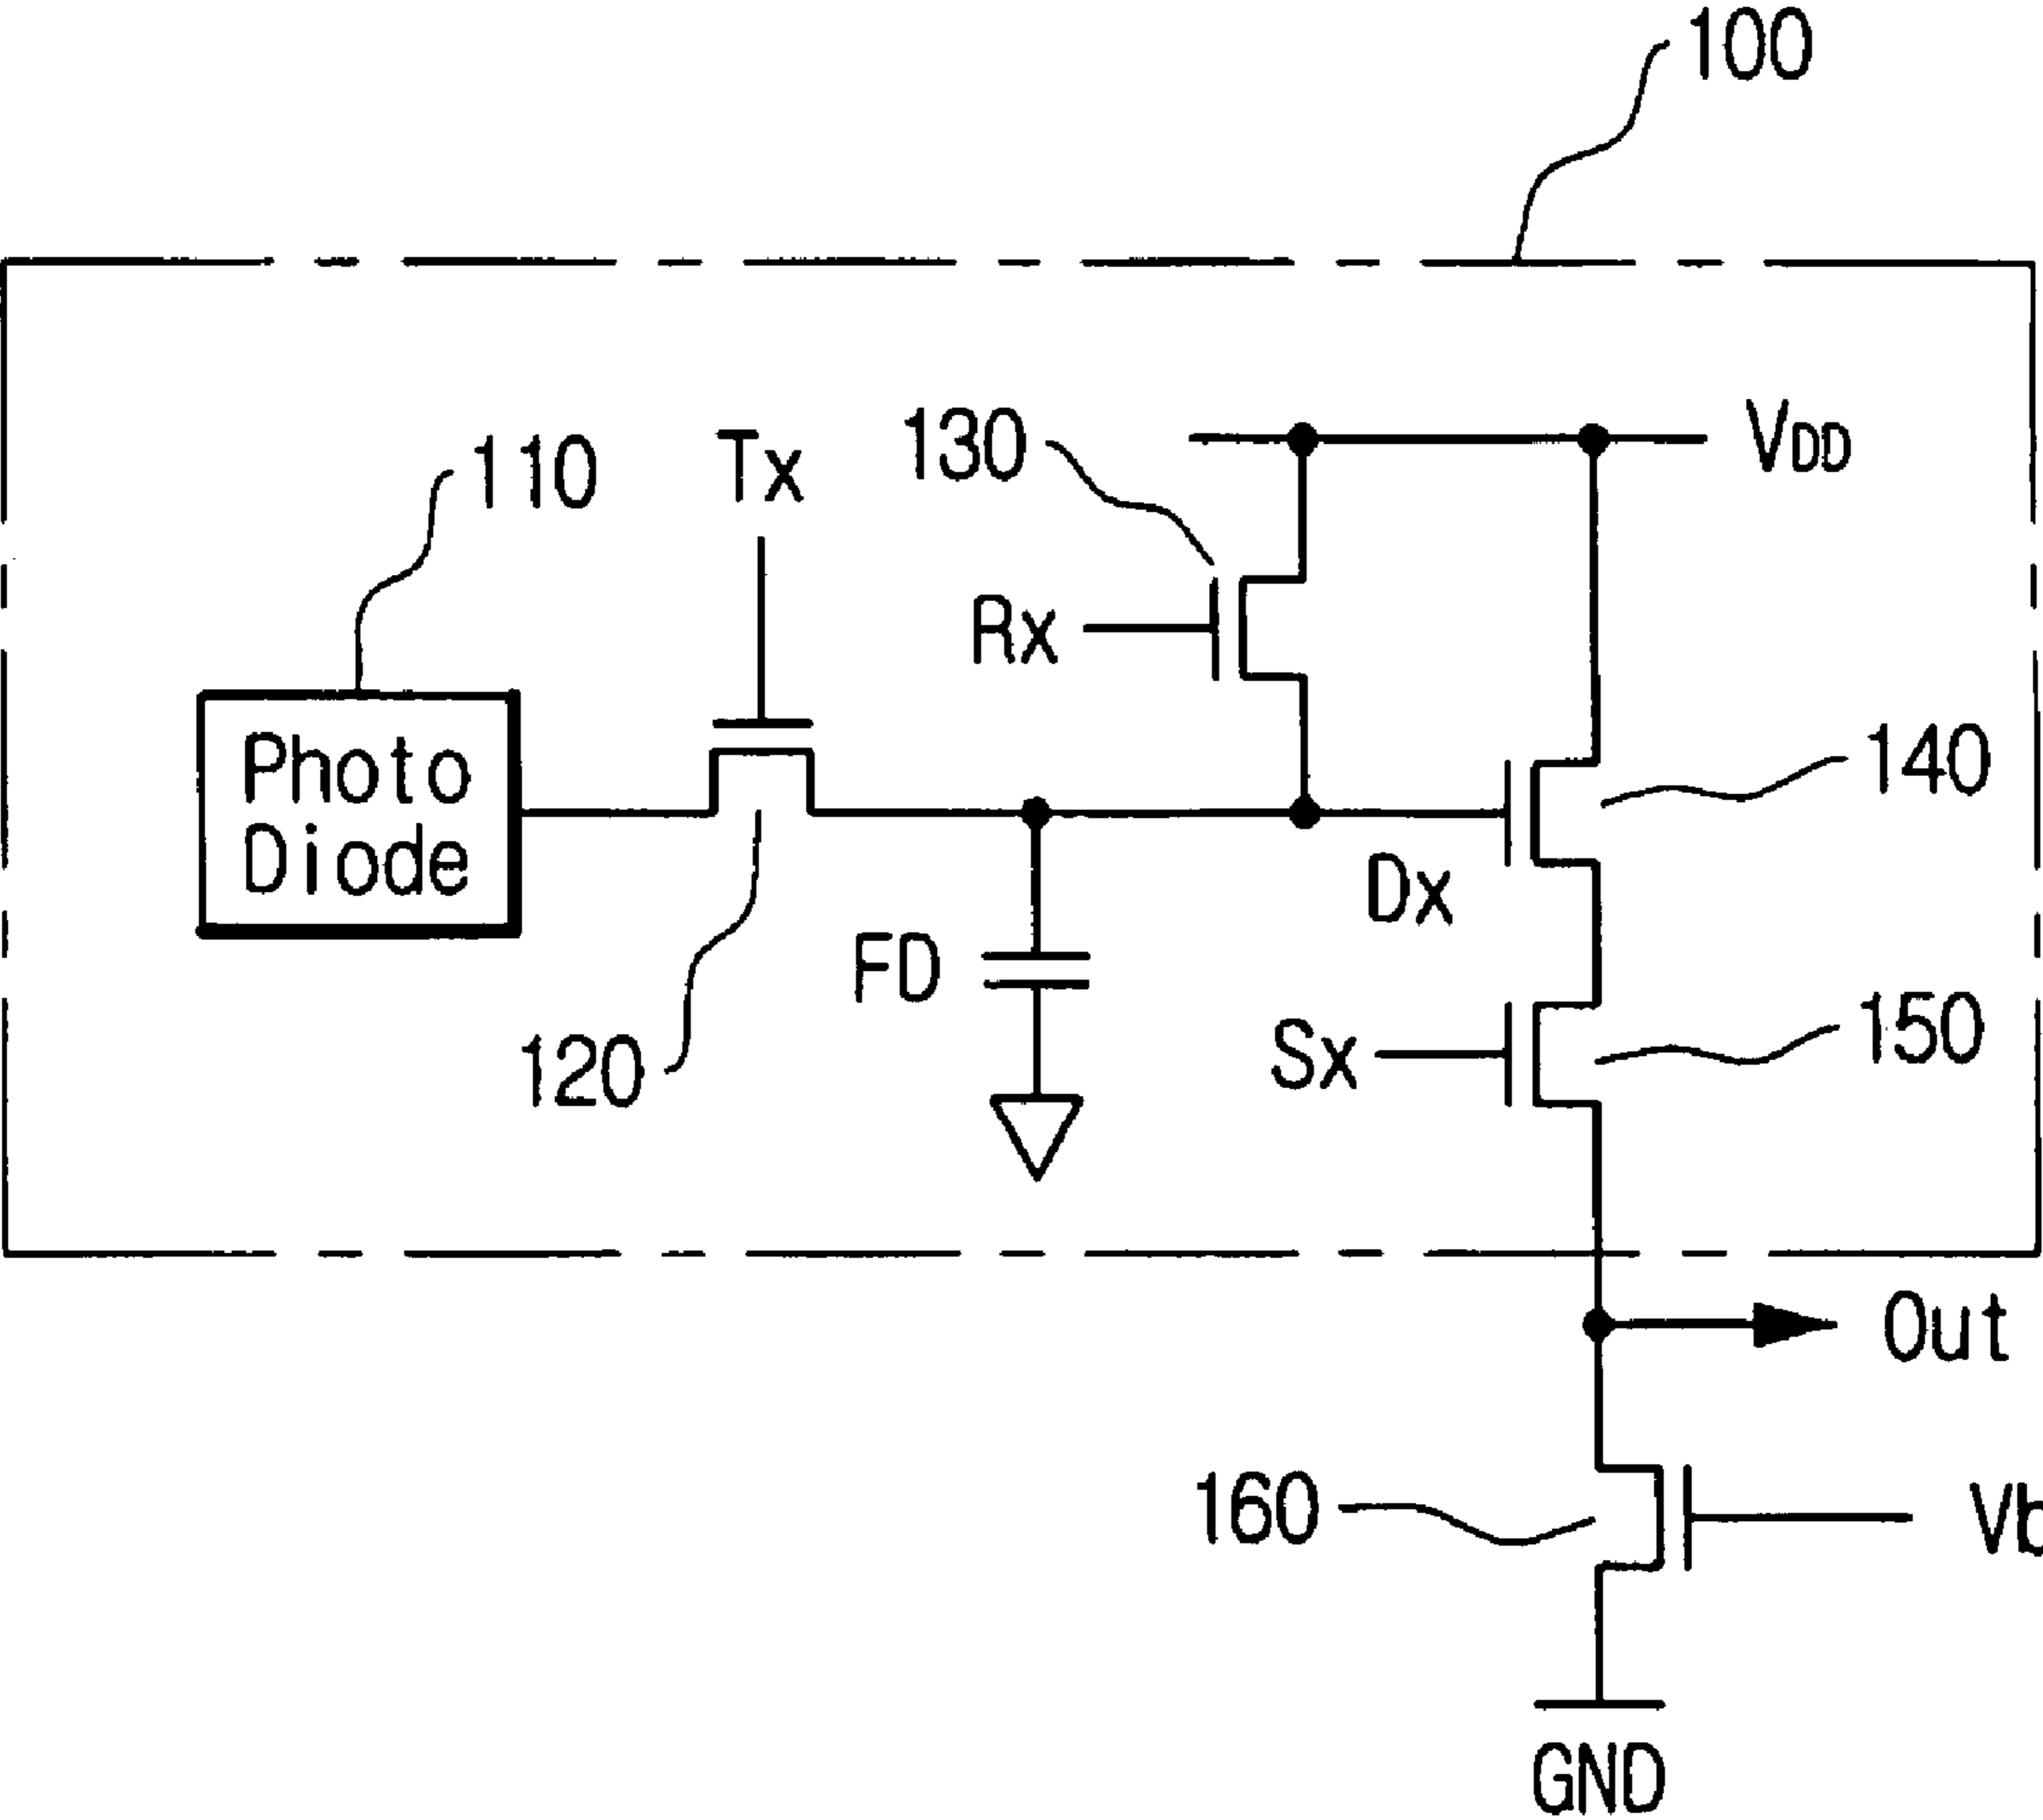 100
110
Tx
130
VDD
Rx
Photo
Diode
140
Dx
FD
120
Sx
150
Out
160
Vb
GND